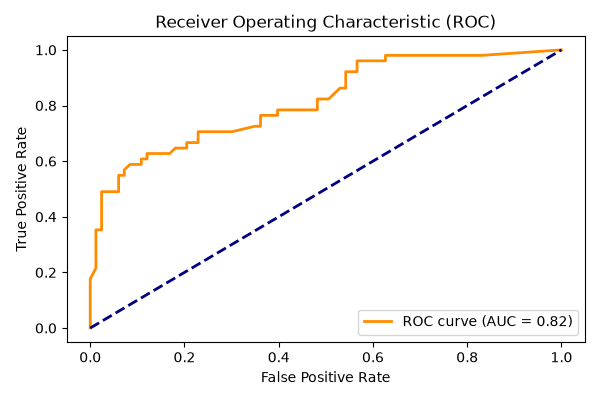 Receiver Operating Characteristic (ROC)
True Positive Rate
1.0
0.8
0.6
0.4
0.2
0.0
ROC curve (AUC = 0.82)
0.0 0.2 0.4 0.6 0.8 1.0
False Positive Rate